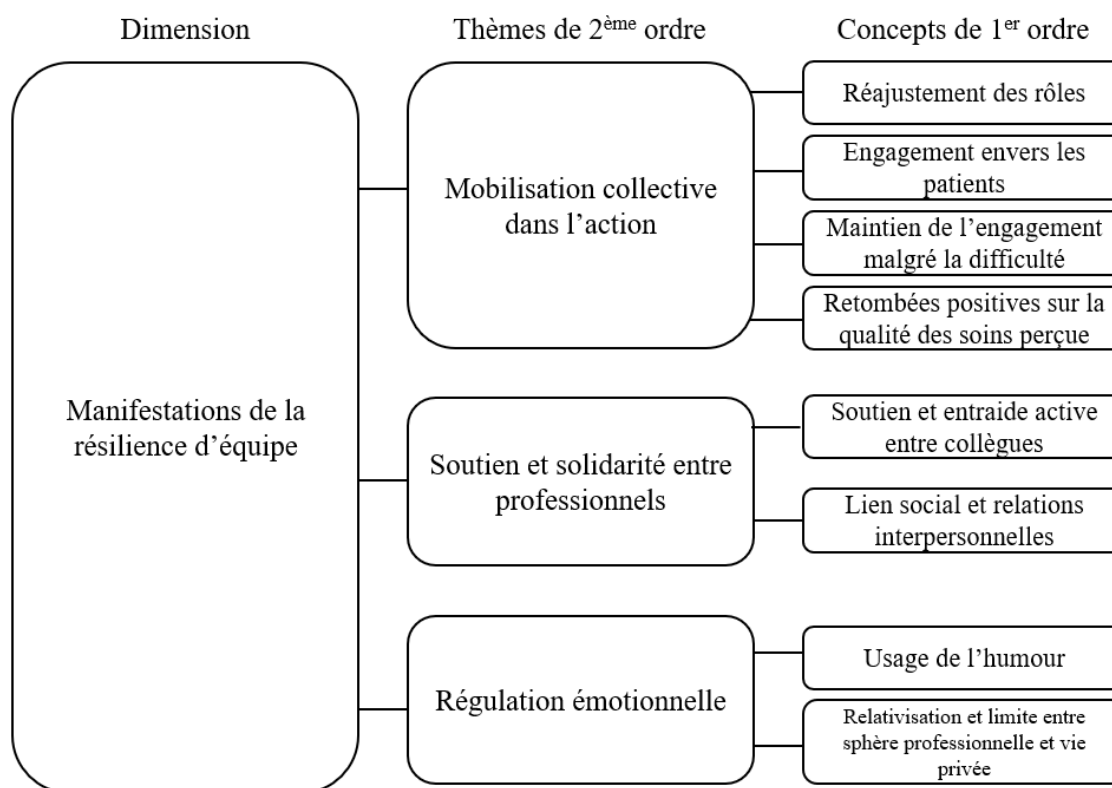 Dimension
Thèmes de 2ème ordre
Concepts de 1er ordre
Manifestations de la
résilience d’équipe
Mobilisation collective
dans l’action
Réajustement des rôles
Engagement envers les
patients
Maintien de l’engagement
malgré la difficulté
Retombées positives sur la
qualité des soins perçue
Soutien et solidarité entre
professionnels
Soutien et entraide active
entre collègues
Lien social et relations
interpersonnelles
Régulation émotionnelle
Usage de l’humour
Relativisation et limite entre
sphère professionnelle et vie
privée